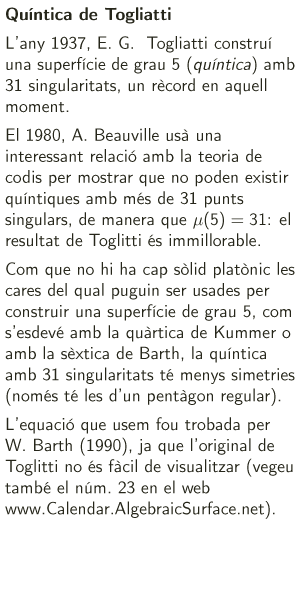 Quíntica de Togliatti
L'any 1937, E. G. Togliatti construí
una superfície de grau 5 (quíntica) amb
31 singularitats, un rècord en aquell
moment.
El 1980, A. Beauville usà una
interessant relació amb la teoria de
codis per mostrar que no poden existir
quíntiques amb més de 31 punts
singulars, de manera que μ(5) = 31: el
resultat de Toglitti és immillorable.
Com que no hi ha cap sòlid platònic les
cares del qual puguin ser usades per
construir una superfície de grau 5, com
s'esdevé amb la quàrtica de Kummer o
amb la sèxtica de Barth, la quíntica
amb 31 singularitats té menys simetries
(només té les d'un pentàgon regular).
L'equació que usem fou trobada per
W. Barth (1990), ja que l'original de
Toglitti no és fàcil de visualitzar (vegeu
també el núm. 23 en el web
www.Calendar.AlgebraicSurface.net).